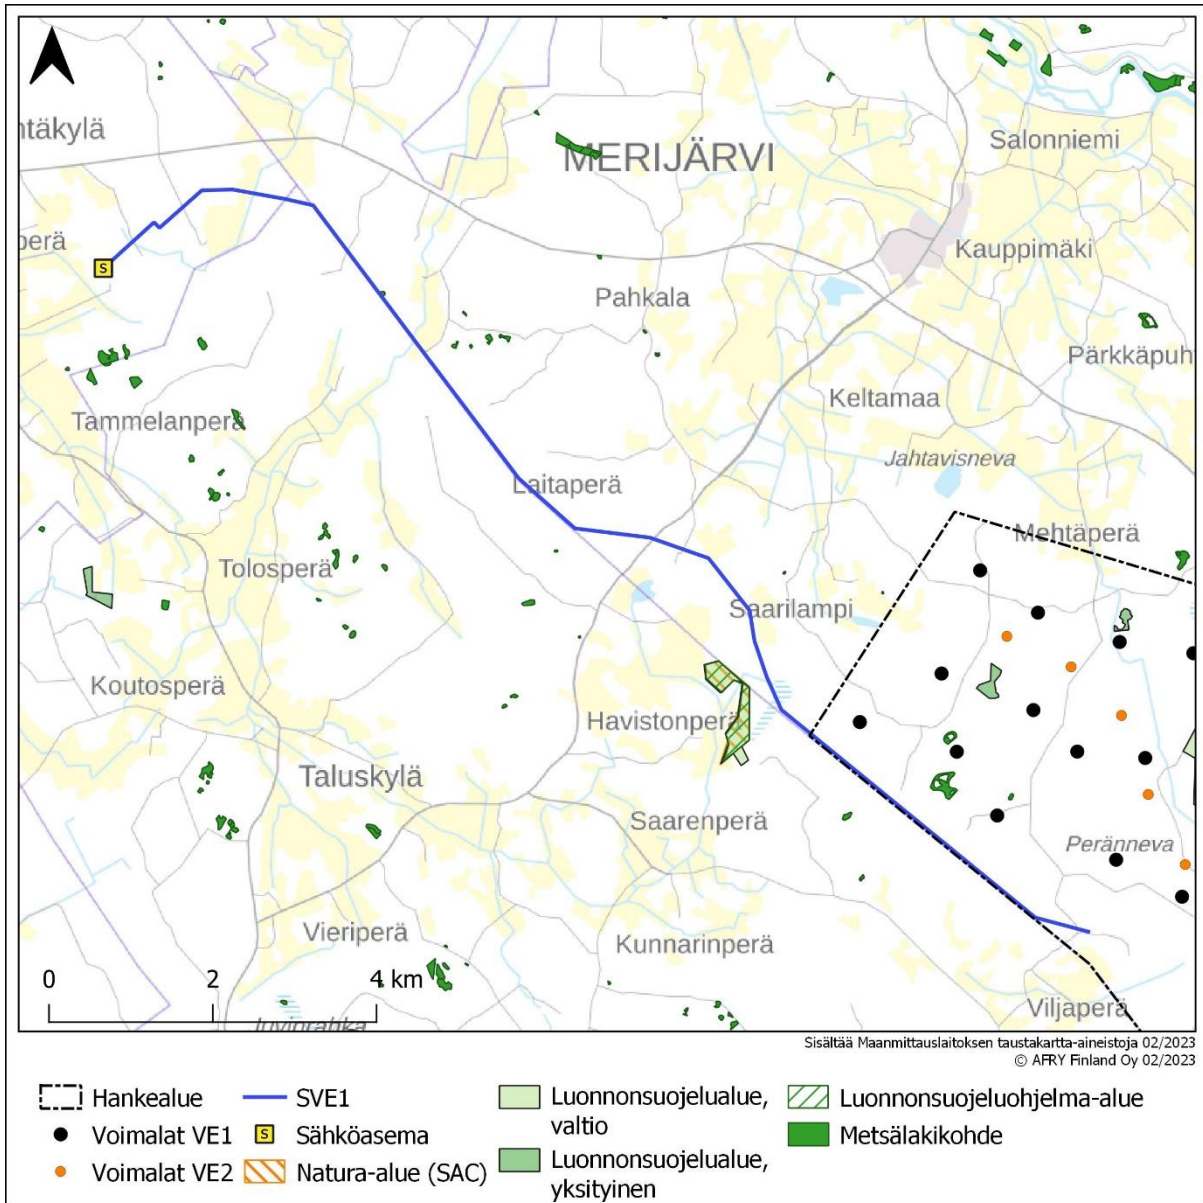 MERIJÄRVI
Salonniemi
ntäkylä
Kauppimäki
perä
S
Pahkala
Pärkkäpuh
Keltamaa
Tammelanperä
Jahtavisneva
Laitaperä
Mehtäperä
Tolosperä
Saarilampi
Koutosperä
Havistonperä
Taluskylä
Saarenperä
Peränneva
Vieriperä
Kunnarinperä
0 2 4 km
Viljaperä
Juviprahka
Sisältää Maanmittauslaitoksen taustakartta-aineistoja 02/2023
© AFRY Finland Oy 02/2023
Hankealue
Voimalat VE1
Voimalat VE2
SVE1
S Sähköasema
Natura-alue (SAC)
Luonnonsuojelualue,
valtio
Luonnonsuojelualue,
yksityinen
Luonnonsuojeluohjelma-alue
Metsälakikohde